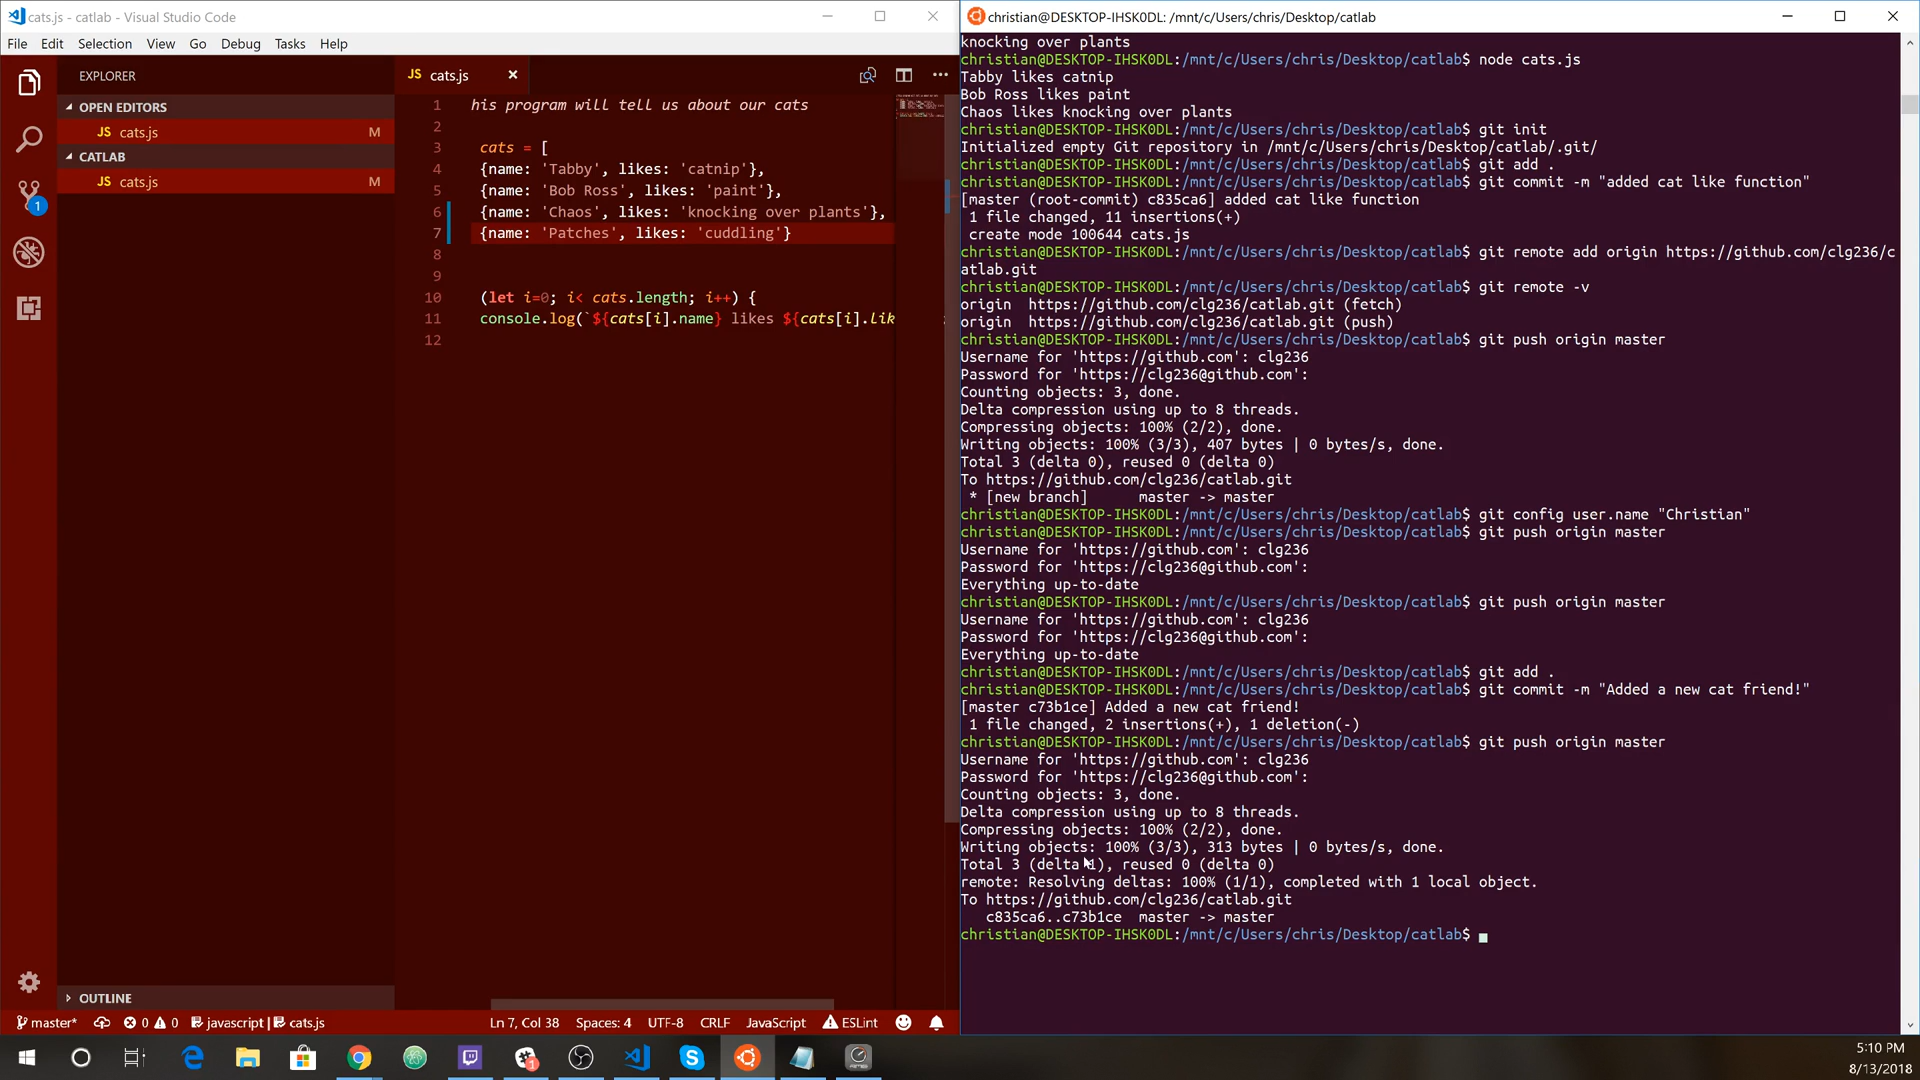 cats.js - catlab - Visual Studio Code
File Edit Selection View Go Debug Tasks Help
EXPLORER
OPEN EDITORS
JS cats.js M
CATLAB
JS cats.js M
1
OUTLINE
JS cats.js
1 his program will tell us about our cats
2
3 cats = [
4 {name: 'Tabby', likes: 'catnip'},
5 {name: 'Bob Ross', likes: 'paint'},
6 {name: 'Chaos', likes: 'knocking over plants'},
7 {name: 'Patches', likes: 'cuddling'}
8
9
10 (let i=0; i< cats.length; i++) {
11 console.log(`${cats[i].name} likes ${cats[i].lik
12
master* 0 0 javascript | cats.js Ln 7, Col 38 Spaces: 4 UTF-8 CRLF JavaScript ESLint
christian@DESKTOP-IHSK0DL: /mnt/c/Users/chris/Desktop/catlab
knocking over plants
christian@DESKTOP-IHSK0DL:/mnt/c/Users/chris/Desktop/catlab$ node cats.js
Tabby likes catnip
Bob Ross likes paint
Chaos likes knocking over plants
christian@DESKTOP-IHSK0DL:/mnt/c/Users/chris/Desktop/catlab$ git init
Initialized empty Git repository in /mnt/c/Users/chris/Desktop/catlab/.git/
christian@DESKTOP-IHSK0DL:/mnt/c/Users/chris/Desktop/catlab$ git add .
christian@DESKTOP-IHSK0DL:/mnt/c/Users/chris/Desktop/catlab$ git commit -m "added cat like function"
[master (root-commit) c835ca6] added cat like function
1 file changed, 11 insertions(+)
create mode 100644 cats.js
christian@DESKTOP-IHSK0DL:/mnt/c/Users/chris/Desktop/catlab$ git remote add origin https://github.com/clg236/c
atlab.git
christian@DESKTOP-IHSK0DL:/mnt/c/Users/chris/Desktop/catlab$ git remote -v
origin https://github.com/clg236/catlab.git (fetch)
origin https://github.com/clg236/catlab.git (push)
christian@DESKTOP-IHSK0DL:/mnt/c/Users/chris/Desktop/catlab$ git push origin master
Username for 'https://github.com': clg236
Password for 'https://clg236@github.com':
Counting objects: 3, done.
Delta compression using up to 8 threads.
Compressing objects: 100% (2/2), done.
Writing objects: 100% (3/3), 407 bytes | 0 bytes/s, done.
Total 3 (delta 0), reused 0 (delta 0)
To https://github.com/clg236/catlab.git
* [new branch] master -> master
christian@DESKTOP-IHSK0DL:/mnt/c/Users/chris/Desktop/catlab$ git config user.name "Christian"
christian@DESKTOP-IHSK0DL:/mnt/c/Users/chris/Desktop/catlab$ git push origin master
Username for 'https://github.com': clg236
Password for 'https://clg236@github.com':
Everything up-to-date
christian@DESKTOP-IHSK0DL:/mnt/c/Users/chris/Desktop/catlab$ git push origin master
Username for 'https://github.com': clg236
Password for 'https://clg236@github.com':
Everything up-to-date
christian@DESKTOP-IHSK0DL:/mnt/c/Users/chris/Desktop/catlab$ git add .
christian@DESKTOP-IHSK0DL:/mnt/c/Users/chris/Desktop/catlab$ git commit -m "Added a new cat friend!"
[master c73b1ce] Added a new cat friend!
1 file changed, 2 insertions(+), 1 deletion(-)
christian@DESKTOP-IHSK0DL:/mnt/c/Users/chris/Desktop/catlab$ git push origin master
Username for 'https://github.com': clg236
Password for 'https://clg236@github.com':
Counting objects: 3, done.
Delta compression using up to 8 threads.
Compressing objects: 100% (2/2), done.
Writing objects: 100% (3/3), 313 bytes | 0 bytes/s, done.
Total 3 (delta 1), reused 0 (delta 0)
remote: Resolving deltas: 100% (1/1), completed with 1 local object.
To https://github.com/clg236/catlab.git
c835ca6..c73b1ce master -> master
christian@DESKTOP-IHSK0DL:/mnt/c/Users/chris/Desktop/catlab$
5:10 PM
8/13/2018